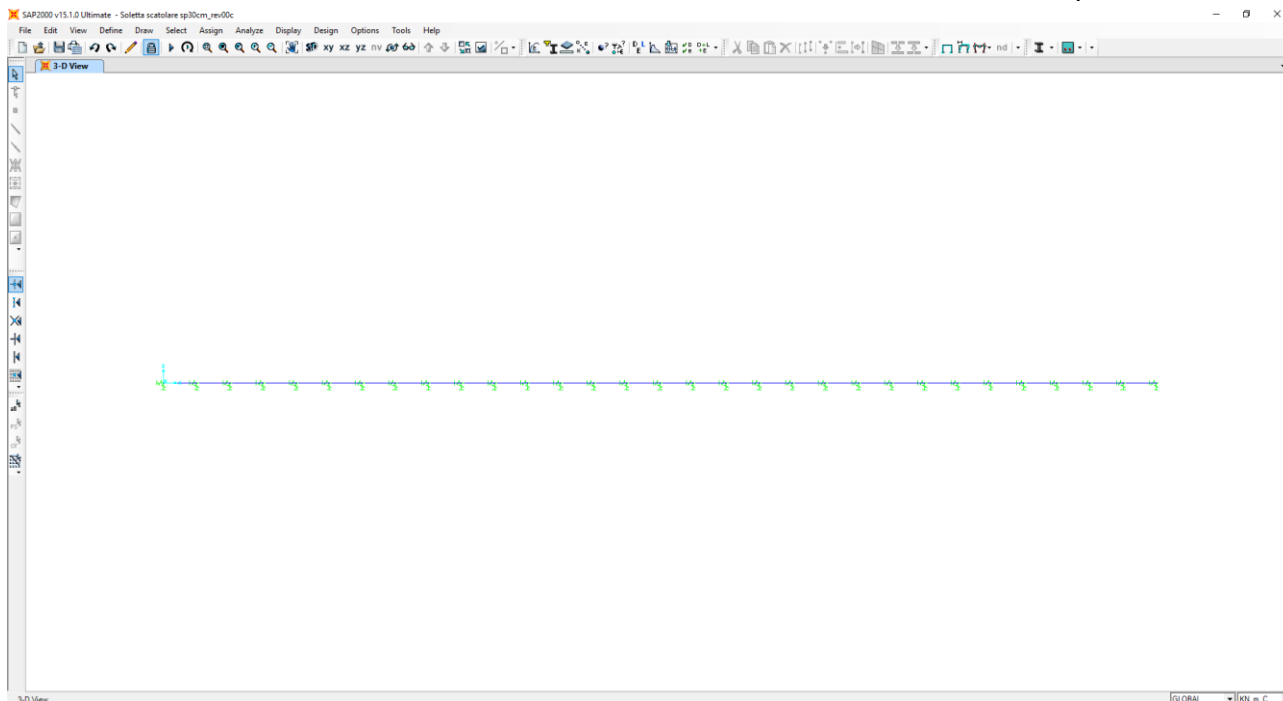 SAP2000 v15.1.0 Ultimate - Soletta scatolare sp30cm_rev00c
File Edit View Define Draw Select Assign Analyze Display Design Options Tools Help
xy xz yz nv nd
3-D View
3-D View
GLOBAL KN, m, C